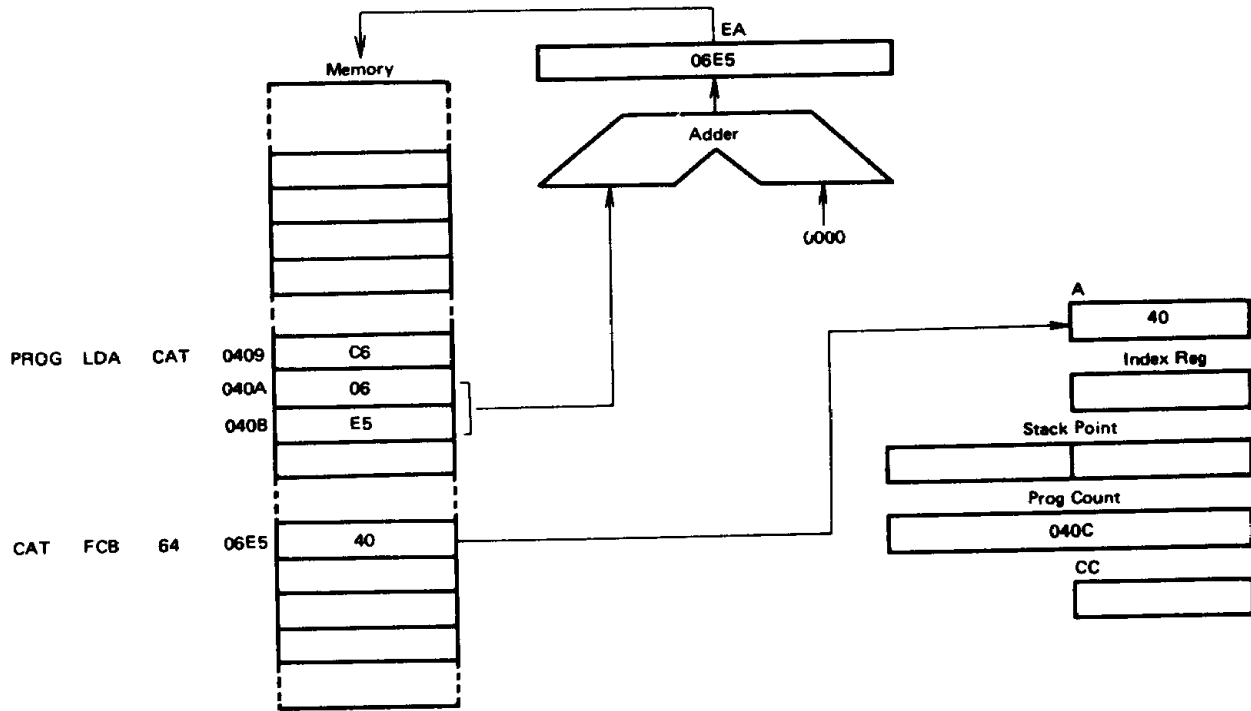 EA
06E5
Memory
Adder
0000
A
40
PROG LDA CAT 0409 C6
Index Reg
040A 06
040B E5
Stack Point
Prog Count
040C
CAT FCB 64 06E5 40
CC